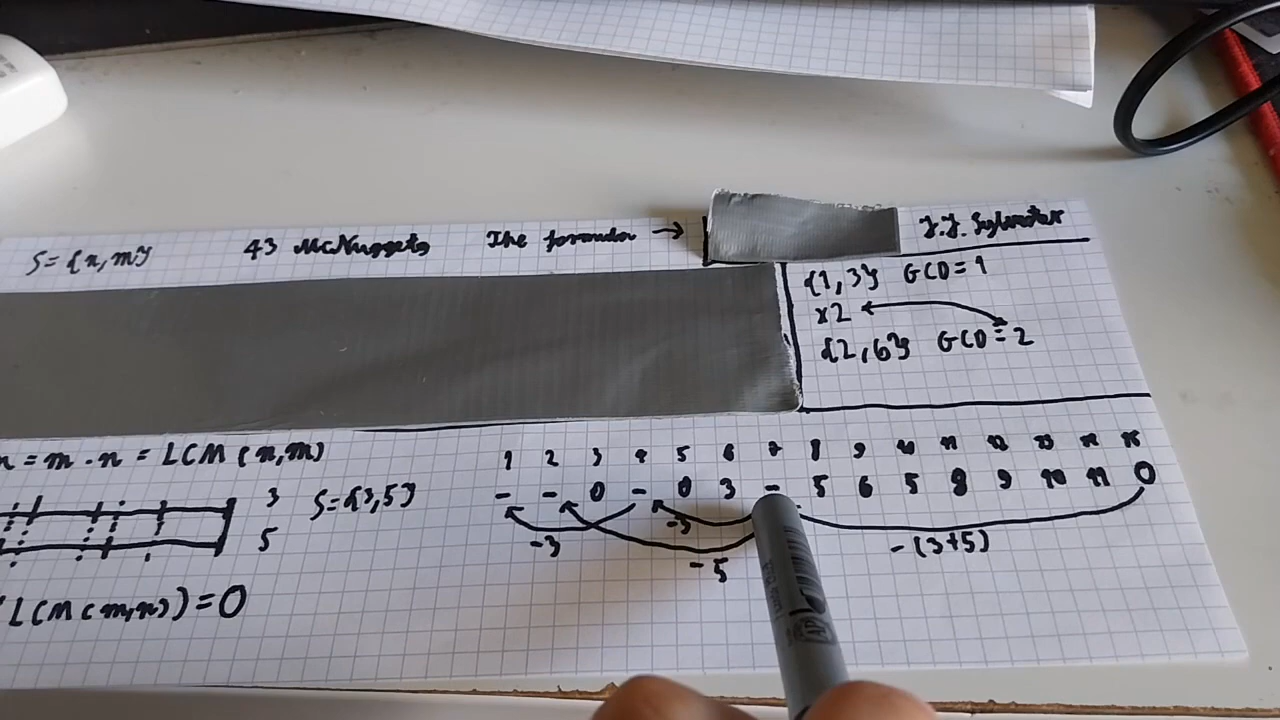 S={n,m}
43 McNuggets
The formula →
J.J. Sylvester
{1,3} GCD=1
x2
{2,6} GCD=2
n=m.n=LCM(n,m)
3
5
S={3,5}
1 2 3 4 5 6 7 8 9 10 11 12 13 14 15
- - 0 - 0 3 - 5 6 5 8 9 10 11 0
-3
-3
-5
-(3+5)
LCM(m,n))=0